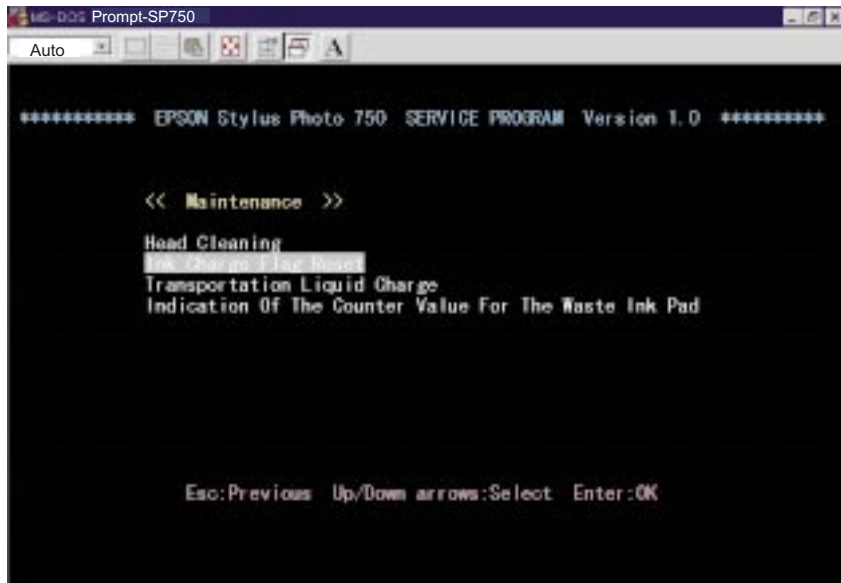 MS-DOS Prompt-SP750
Auto
A
*********** EPSON Stylus Photo 750 SERVICE PROGRAM Version 1.0 **********
<< Maintenance >>
Head Cleaning
Ink Charge Flag Reset
Transportation Liquid Charge
Indication Of The Counter Value For The Waste Ink Pad
Esc:Previous Up/Down arrows:Select Enter:OK